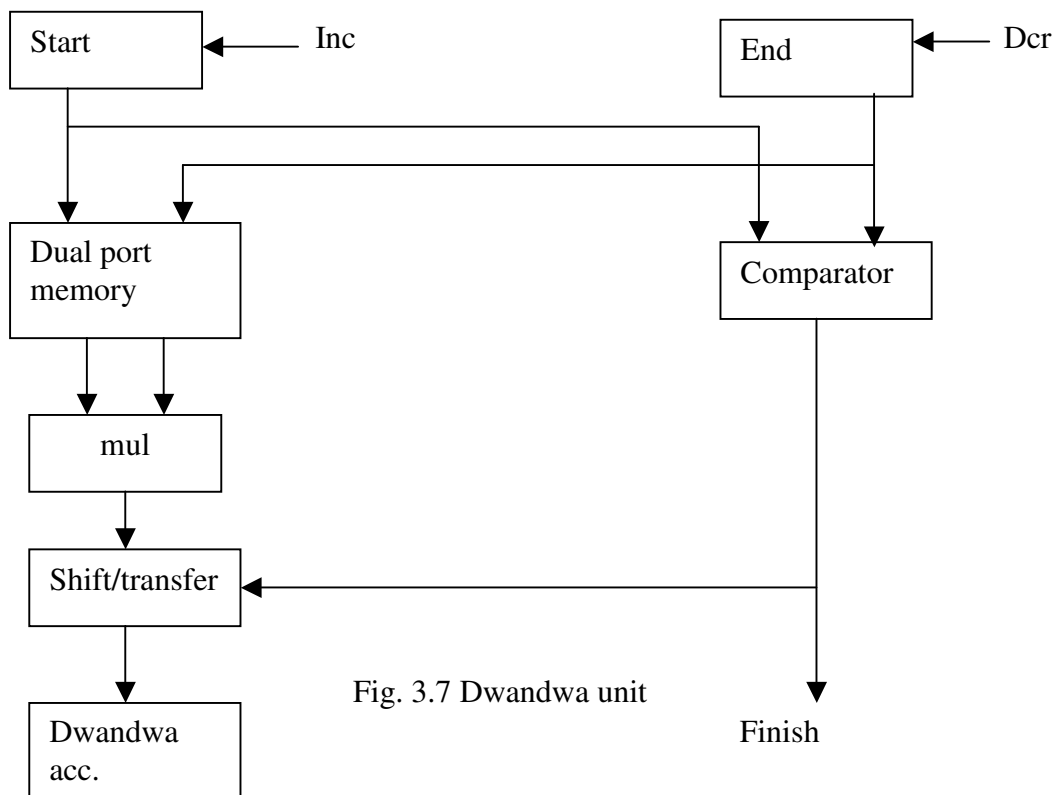 Start
Inc
End
Dcr
Dual port
memory
Comparator
mul
Shift/transfer
Fig. 3.7 Dwandwa unit
Dwandwa
acc.
Finish